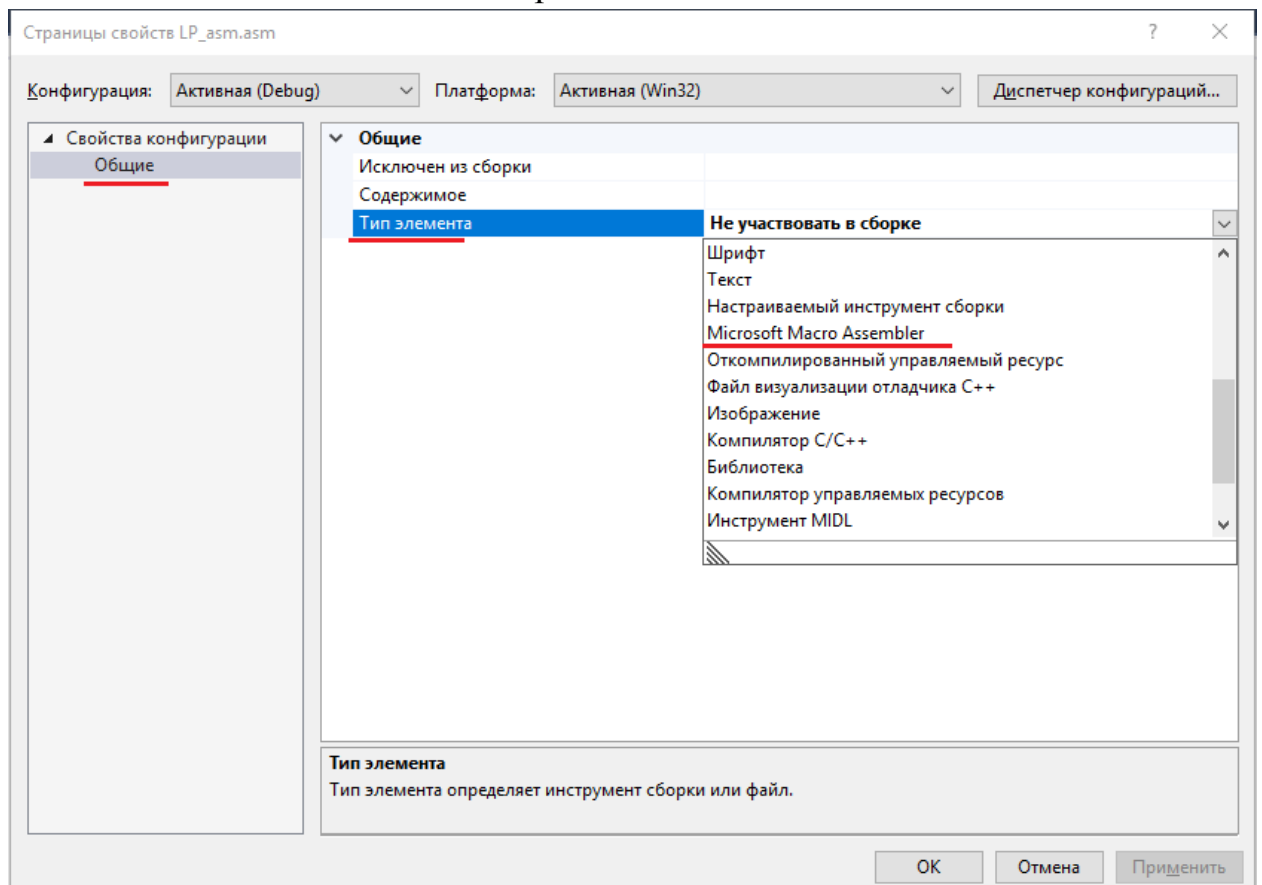 Страницы свойств LP_asm.asm
?
Конфигурация: Активная (Debug) Платформа: Активная (Win32) Диспетчер конфигураций...
Свойства конфигурации
Общие
Общие
Исключен из сборки
Содержимое
Тип элемента Не участвовать в сборке
Шрифт
Текст
Настраиваемый инструмент сборки
Microsoft Macro Assembler
Откомпилированный управляемый ресурс
Файл визуализации отладчика C++
Изображение
Компилятор C/C++
Библиотека
Компилятор управляемых ресурсов
Инструмент MIDL
Тип элемента
Тип элемента определяет инструмент сборки или файл.
ОК Отмена Применить